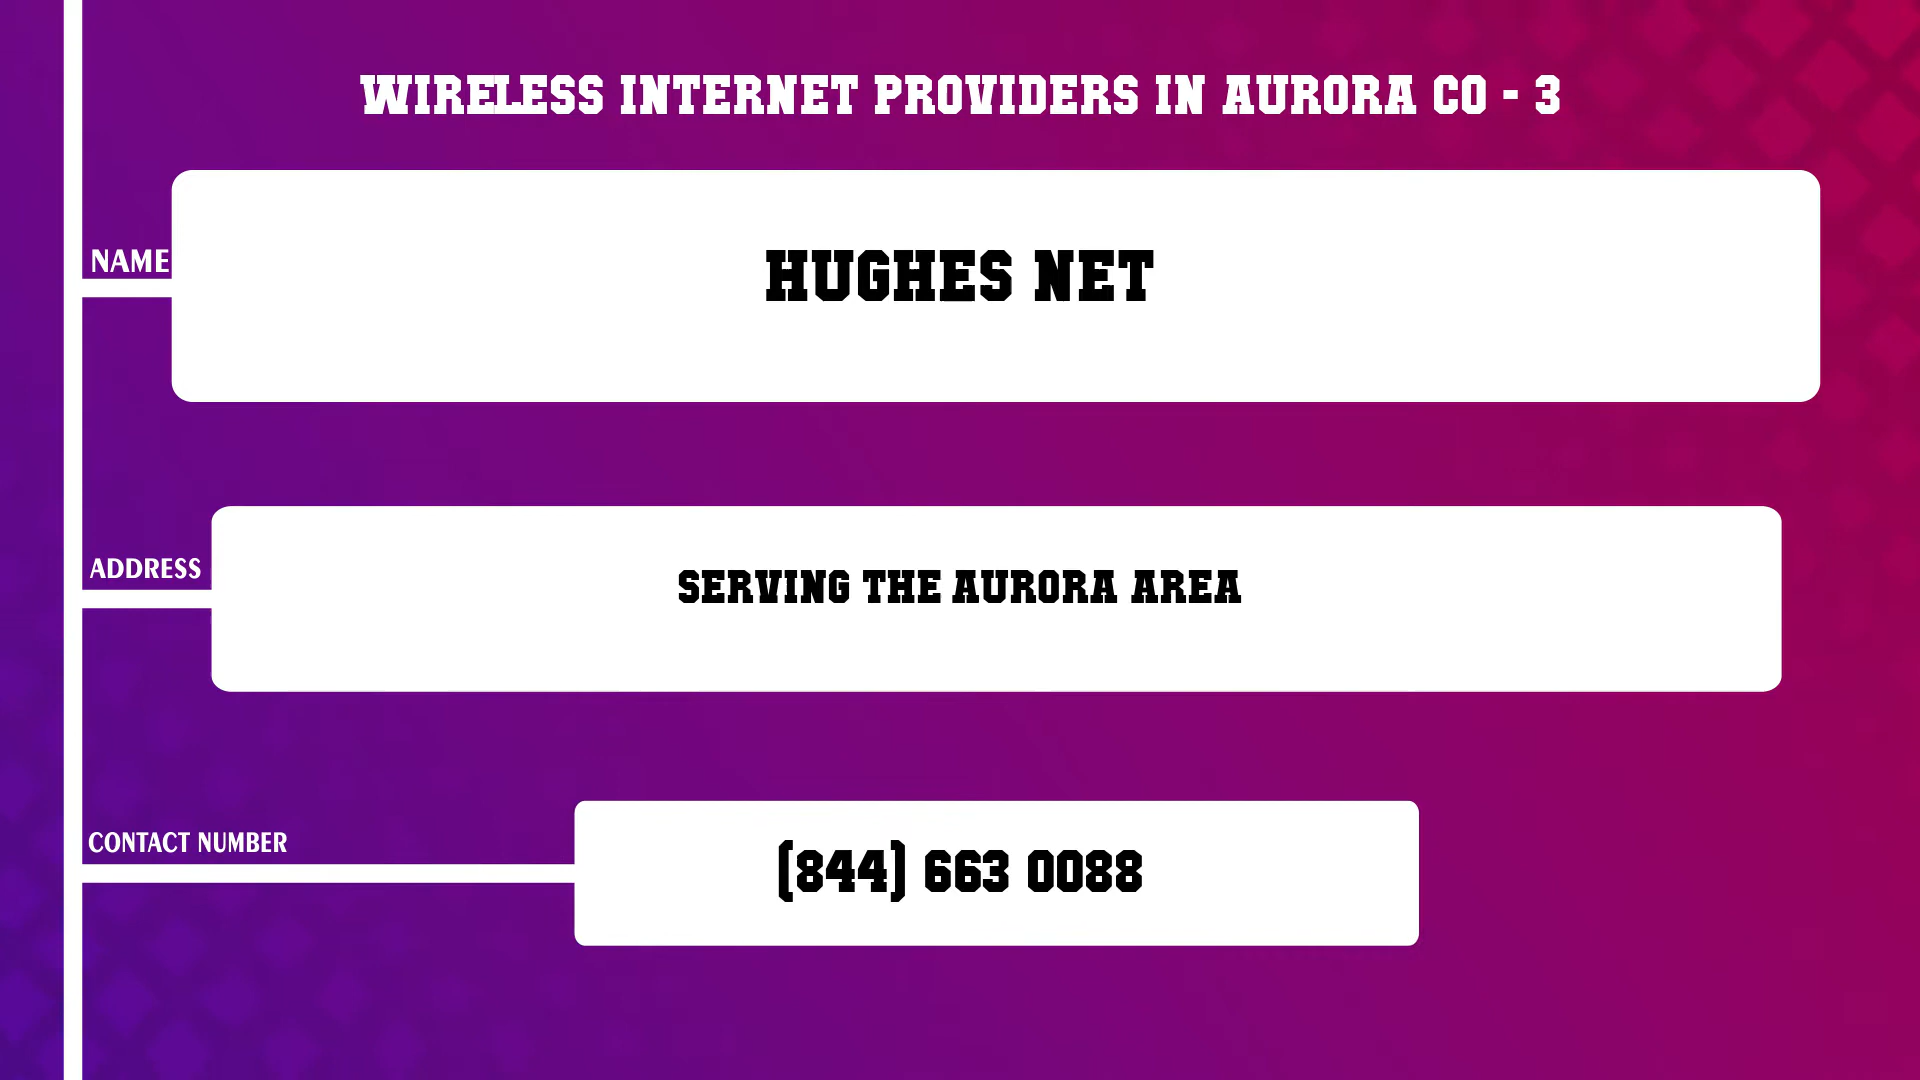 WIRELESS INTERNET PROVIDERS IN AURORA CO - 3
NAME
HUGHES NET
ADDRESS
SERVING THE AURORA AREA
CONTACT NUMBER
(844) 663 0088